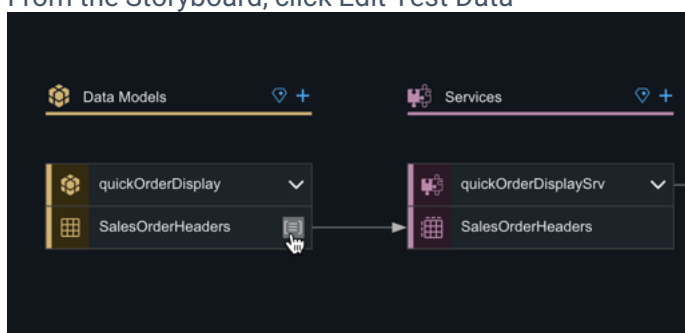 From the Storyboard, click Edit Test Data
Data Models
Services
quickOrderDisplay
quickOrderDisplaySrv
SalesOrderHeaders
SalesOrderHeaders